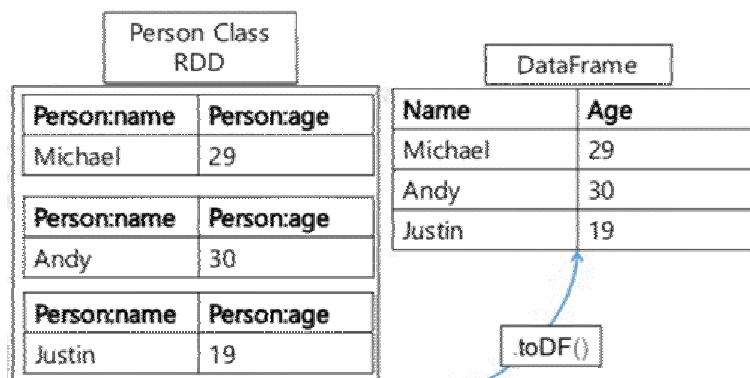 Person Class
RDD
Person:name Person:age
Michael 29
Person:name Person:age
Andy 30
Person:name Person:age
Justin 19
DataFrame
Name Age
Michael 29
Andy 30
Justin 19
.toDF()